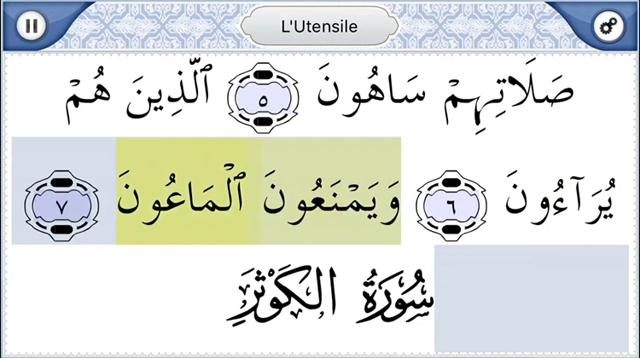 L'Utensile
صَلَاتِهِمْ سَاهُونَ ٥ ٱلَّذِينَ هُمْ
يُرَآءُونَ ٦ وَيَمْنَعُونَ ٱلْمَاعُونَ ٧
سُورَةُ الكَوْثَرِ